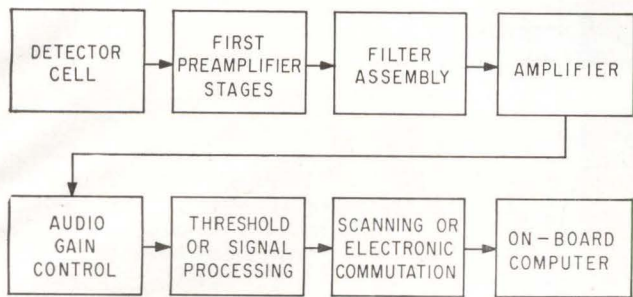 DETECTOR
CELL
FIRST
PREAMPLIFIER
STAGES
FILTER
ASSEMBLY
AMPLIFIER
AUDIO
GAIN
CONTROL
THRESHOLD
OR SIGNAL
PROCESSING
SCANNING OR
ELECTRONIC
COMMUTATION
ON-BOARD
COMPUTER